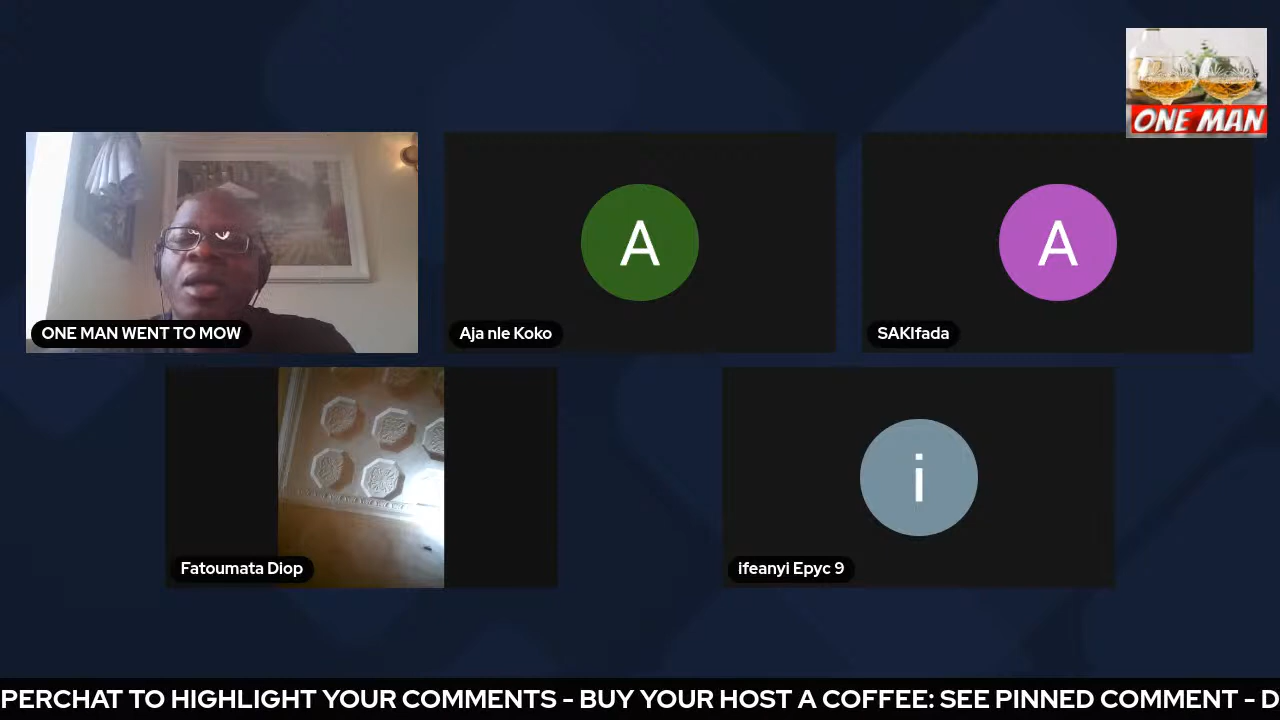 ONE MAN
ONE MAN WENT TO MOW
A
Aja nle Koko
A
SAKIfada
Fatoumata Diop
i
ifeanyi Epyc 9
PERCHAT TO HIGHLIGHT YOUR COMMENTS - BUY YOUR HOST A COFFEE: SEE PINNED COMMENT - D